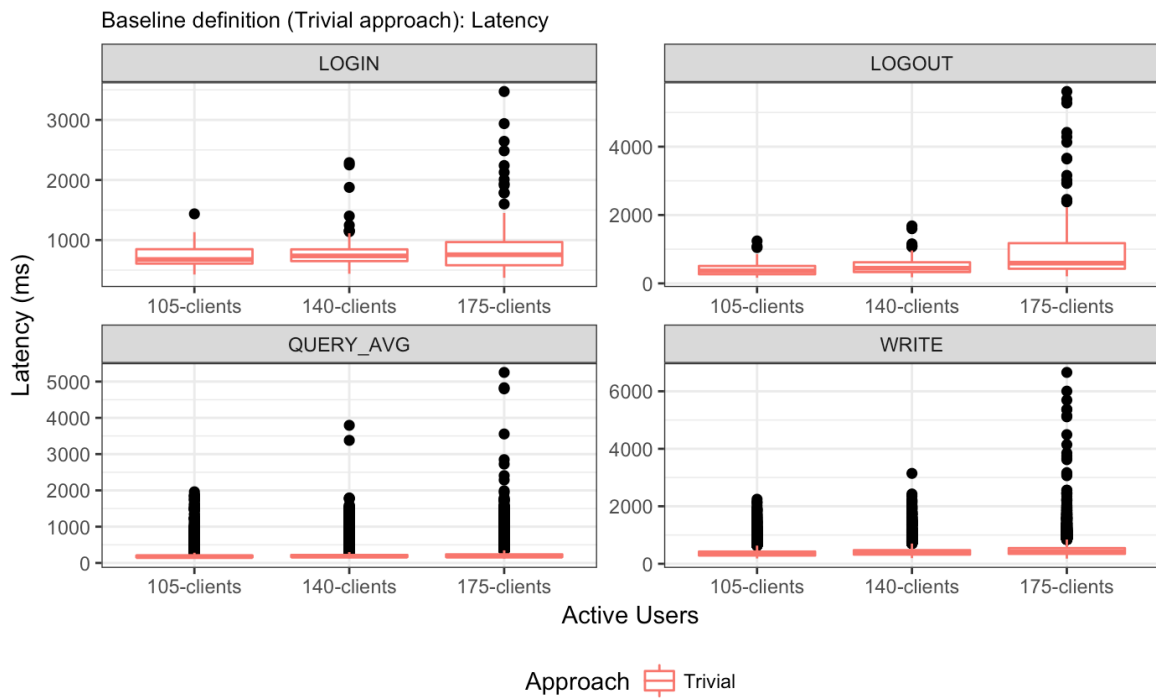 Baseline definition (Trivial approach): Latency
LOGIN
LOGOUT
3000
2000
1000
4000
2000
0
105-clients 140-clients 175-clients
105-clients 140-clients 175-clients
QUERY_AVG
WRITE
5000
4000
3000
2000
1000
0
6000
4000
2000
0
105-clients 140-clients 175-clients
105-clients 140-clients 175-clients
Latency (ms)
Active Users
Approach Trivial